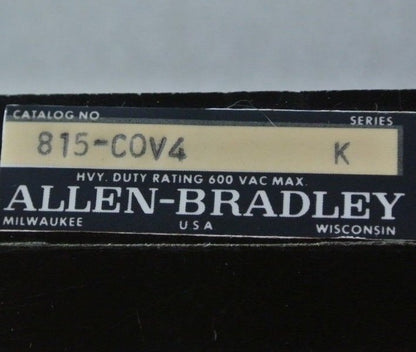 CATALOG NO SERIES
815-COV4 K
HVY. DUTY RATING 600 VAC MAX.
ALLEN-BRADLEY
MILWAUKEE USA WISCONSIN